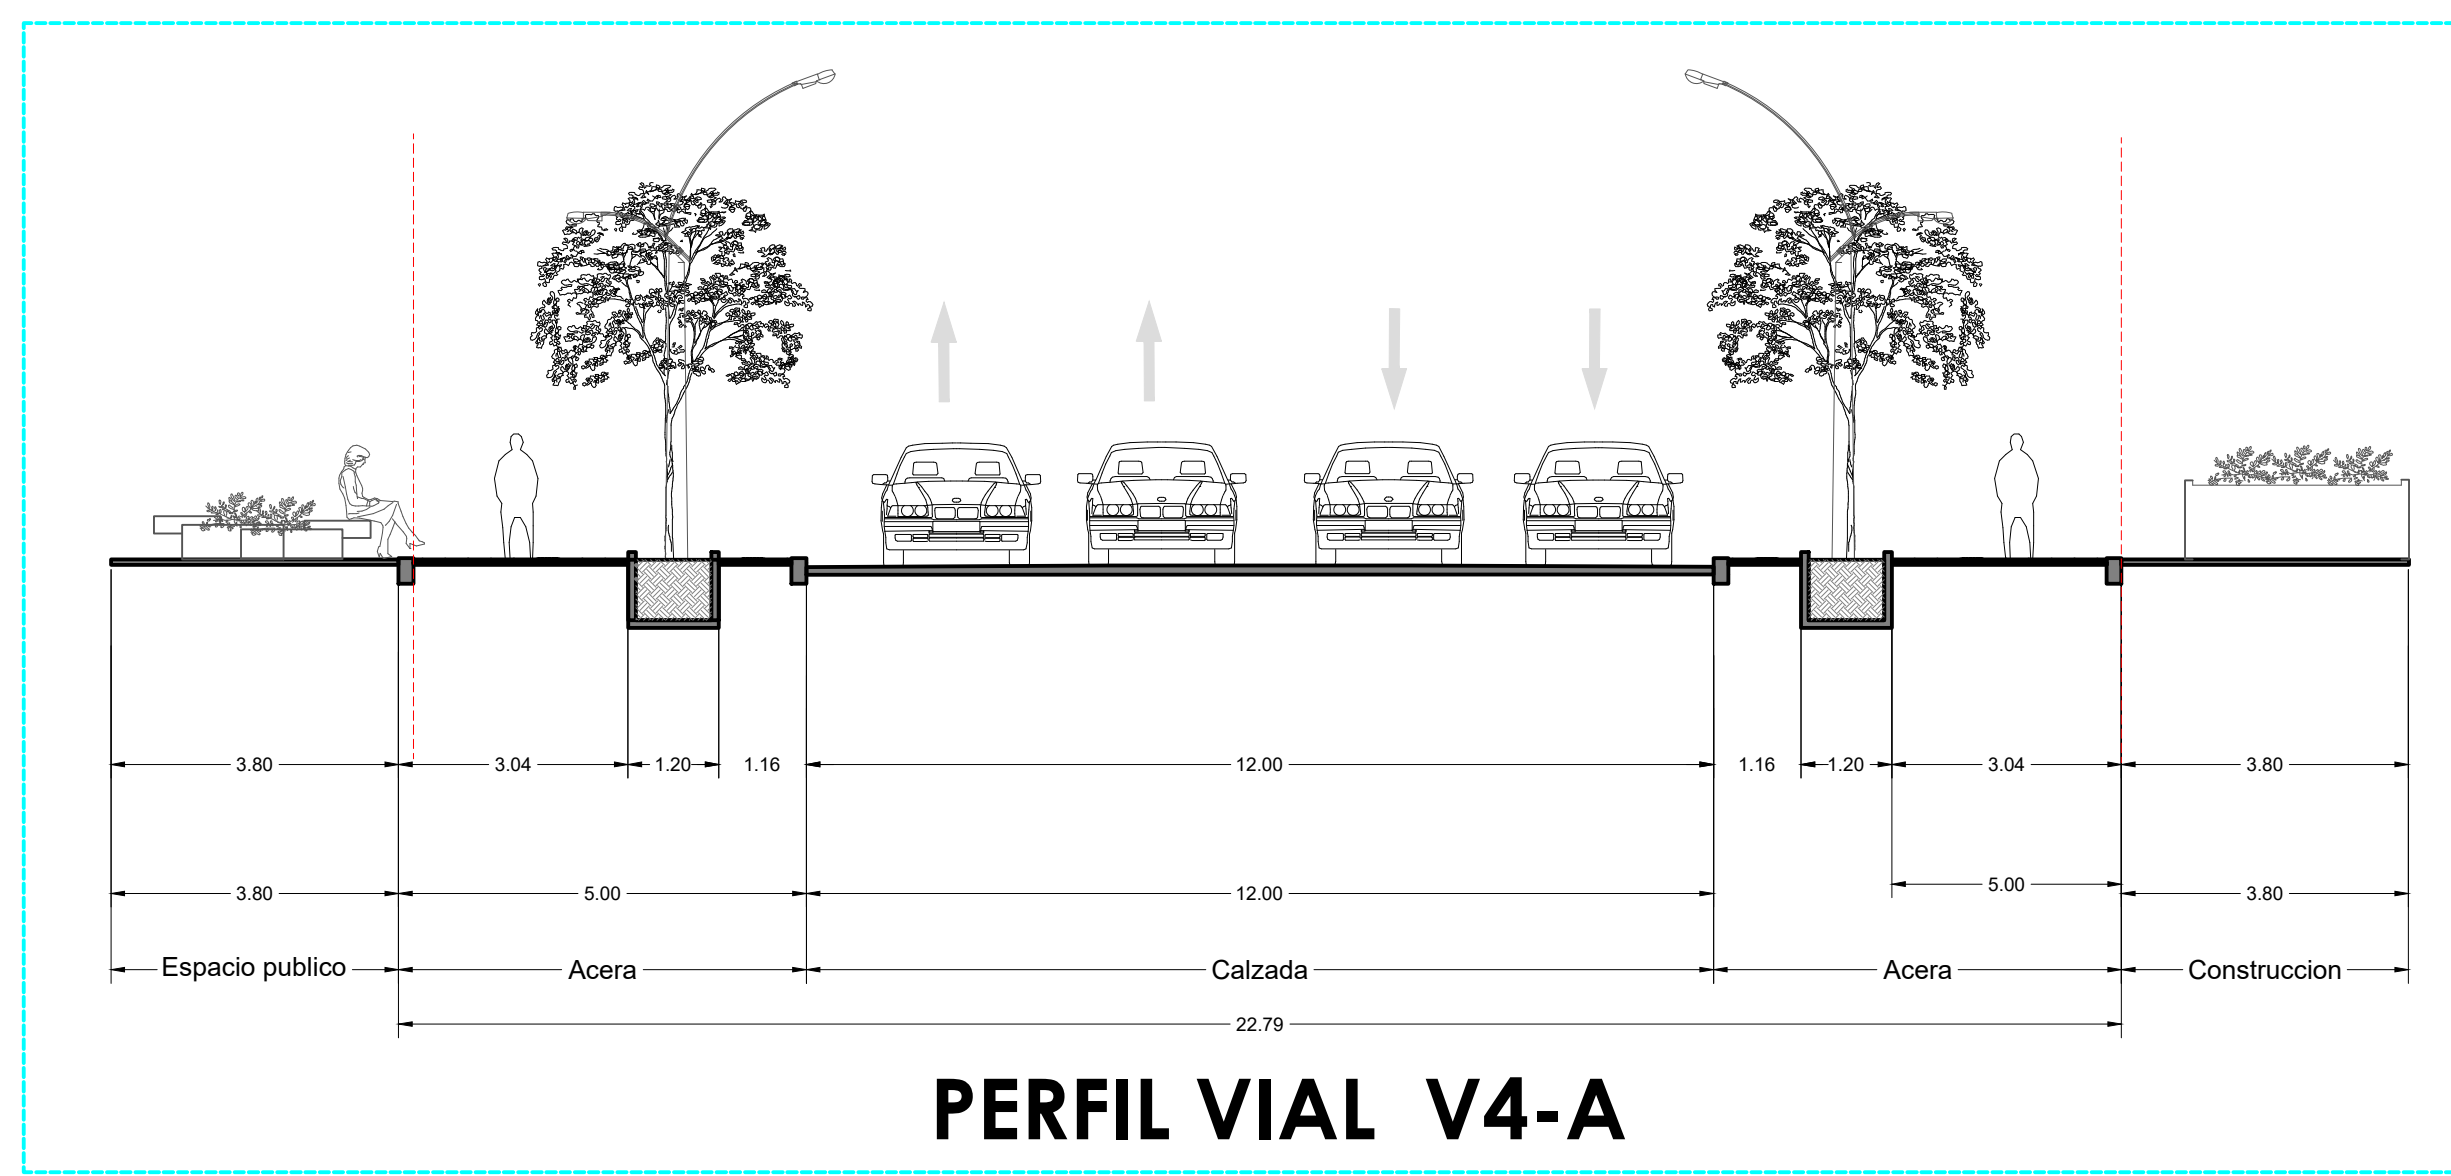 3.80 3.04 1.20 1.16 12.00 1.16 1.20 3.04 3.80
3.80 5.00 12.00 5.00 3.80
Espacio publico Acera Calzada Acera Construccion
22.79
PERFIL VIAL V4-A